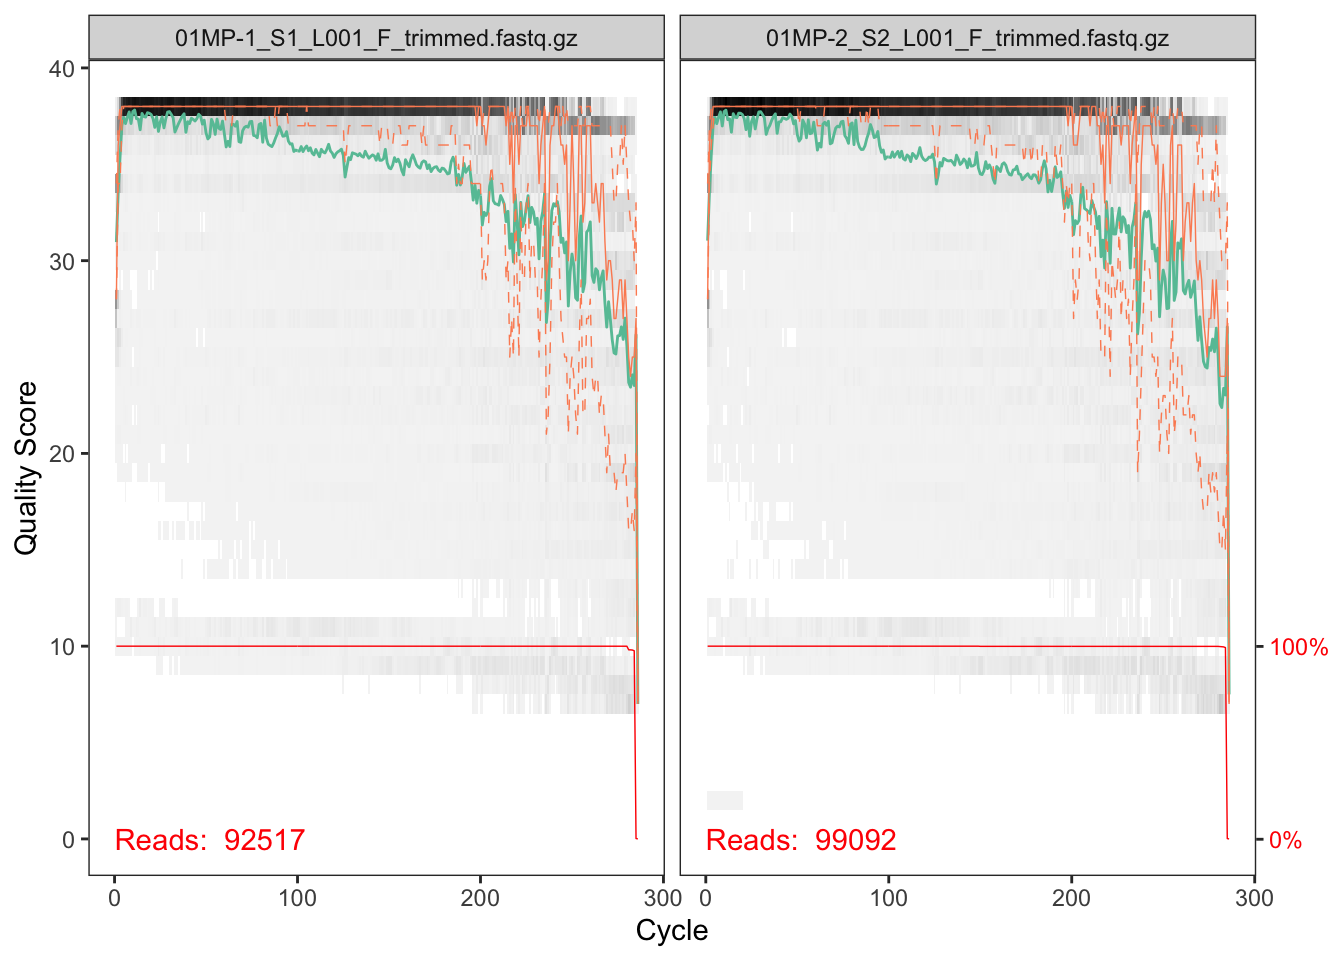 01MP-1_S1_L001_F_trimmed.fastq.gz
01MP-2_S2_L001_F_trimmed.fastq.gz
40
30
20
10
0
Quality Score
100%
0%
Reads: 92517
Reads: 99092
0
100
200
300
0
100
200
300
Cycle